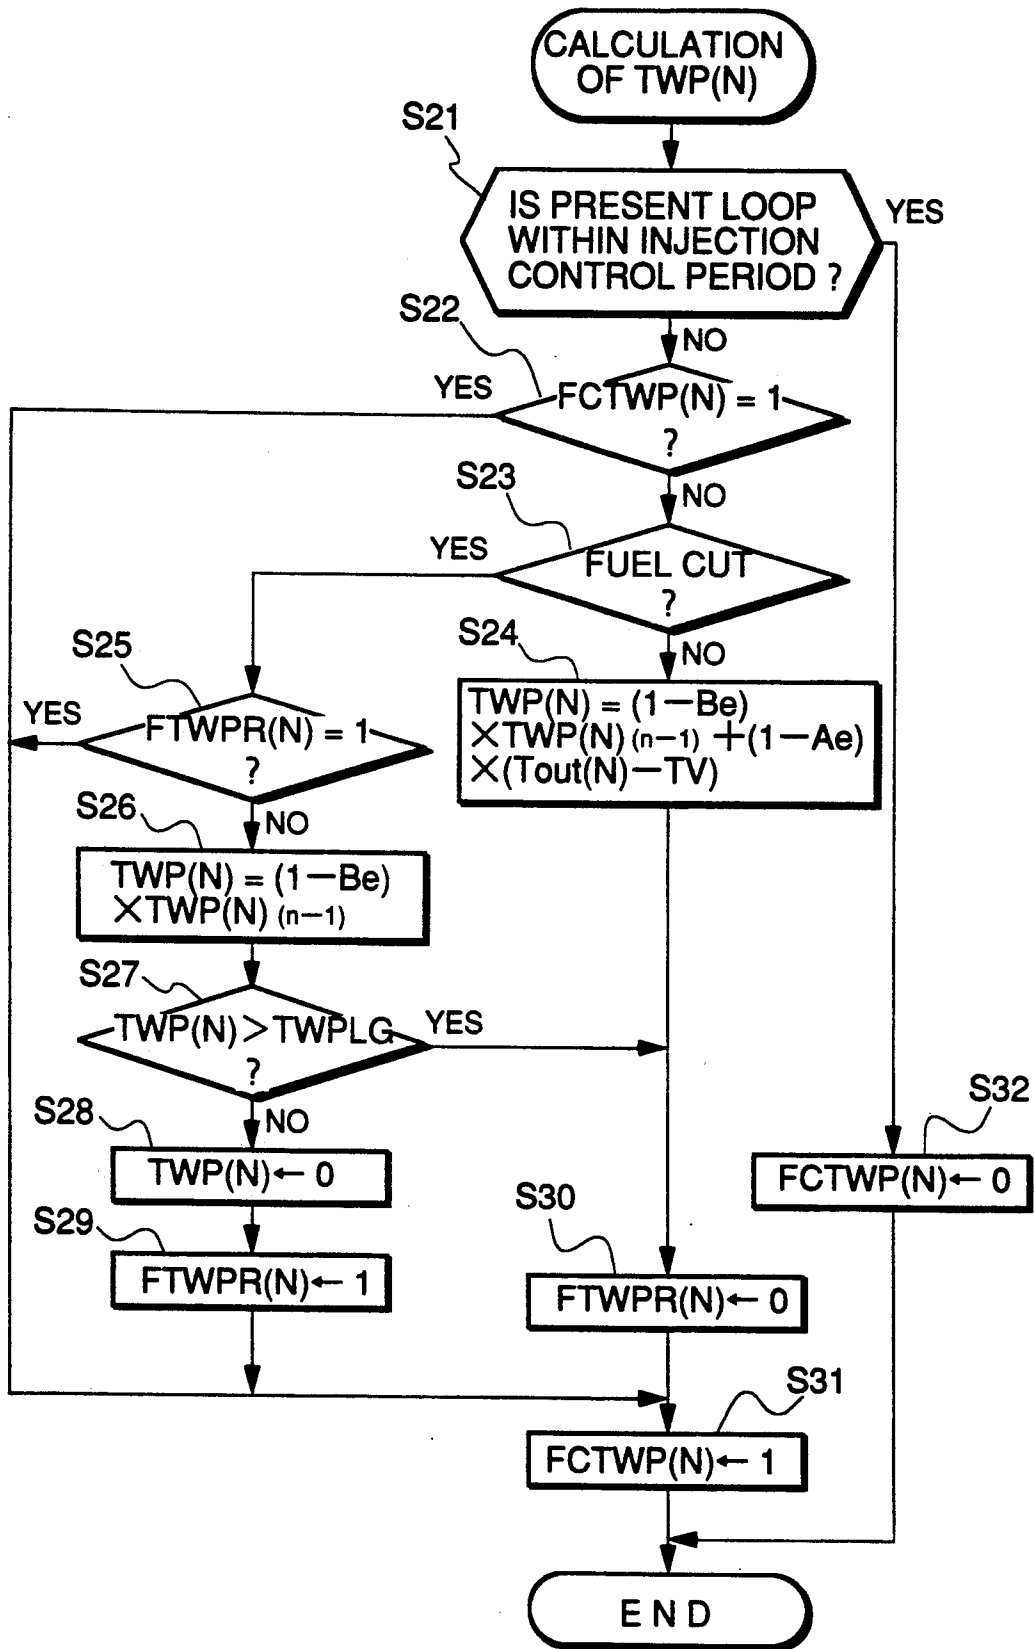 CALCULATION
OF TWP(N)
S21
IS PRESENT LOOP
WITHIN INJECTION
CONTROL PERIOD ?
YES
S22
NO
YES
FCTWP(N) = 1
?
S23
NO
YES
FUEL CUT
?
S24
NO
S25
TWP(N) = (1−Be)
×TWP(N) (n−1) +(1−Ae)
×(Tout(N)−TV)
YES
FTWPR(N) = 1
?
S26
NO
TWP(N) = (1−Be)
×TWP(N) (n−1)
S27
TWP(N) > TWPLG
?
YES
S28
NO
TWP(N)← 0
S32
FCTWP(N)← 0
S29
FTWPR(N)← 1
S30
FTWPR(N)← 0
S31
FCTWP(N)← 1
E N D